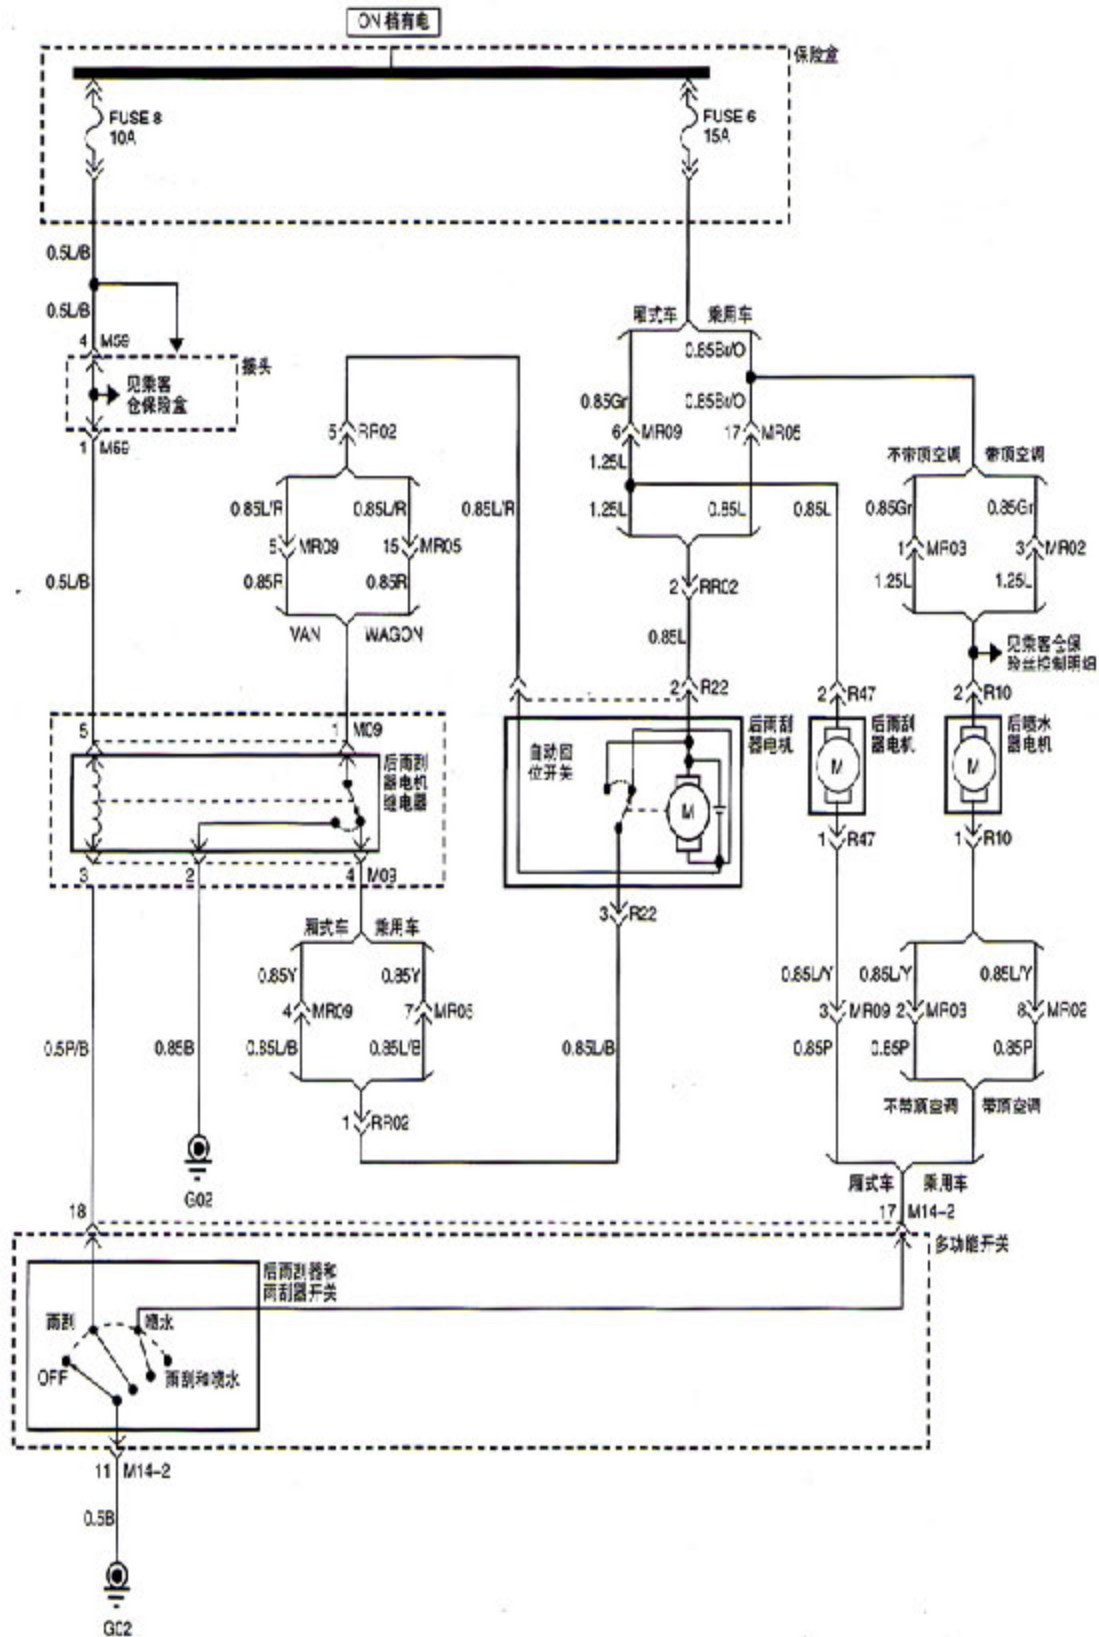 ON 档有电
保险盒
FUSE 8
10A
FUSE 6
15A
0.5L/B
0.5L/B
4 M59
接头
见乘客
仓保险盒
1 M59
厢式车 乘用车
0.85Br/O
0.85Gr
0.85Br/O
5 RR02
6 MR09
17 MR05
1.25L
不带顶空调 带顶空调
0.85L/R
0.85L/R
0.85L/R
1.25L
0.85L
0.85L
0.85Gr
0.85Gr
5 MR09
15 MR05
1 MR03
3 MR02
0.5L/B
0.85R
0.85R
2 RR02
1.25L
1.25L
VAN WAGON
0.85L
见乘客仓保
险丝控制明组
2 R22
2 R47
2 R10
5
1 M09
后雨刮
器电机
继电器
自动回
位开关
M
后雨刮
器电机
M
后雨刮
器电机
M
后喷水
器电机
1 R47
1 R10
3
2
4 M09
3 R22
厢式车 乘用车
0.85Y
0.85Y
0.85L/Y
0.85L/Y
0.85L/Y
4 MR09
7 MR05
3 MR09
2 MR03
8 MR02
0.5P/B
0.85B
0.85L/B
0.85L/B
0.85L/B
0.85P
0.85P
0.85P
不带顶空调 带顶空调
1 RR02
厢式车 乘用车
G02
18
17 M14-2
多功能开关
后雨刮器和
雨刮器开关
雨刮
喷水
OFF
雨刮和喷水
11 M14-2
0.5B
G02